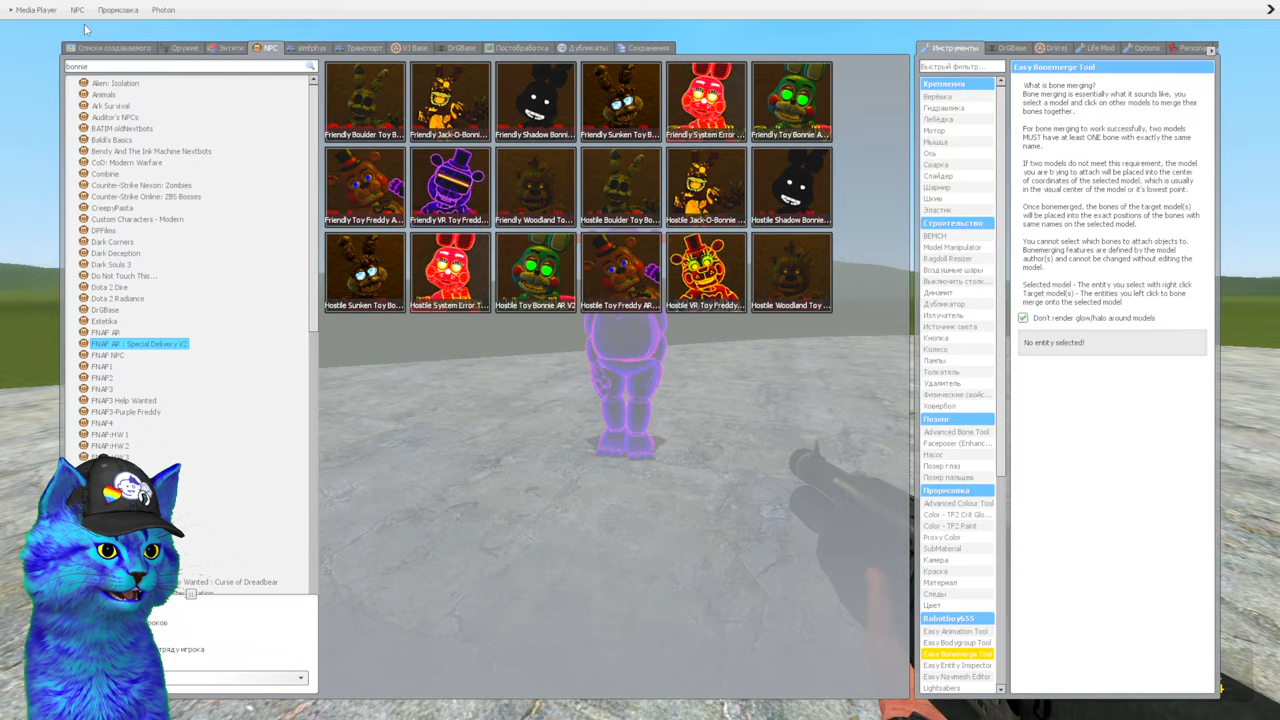 Media Player NPC Прорисовка Photon
Списки создаваемого Оружие Энтити NPC simfphys Транспорт VJ Base DrGBase Постобработка Дубликаты Сохранения
bonnie
Alien: Isolation
Animals
Ark Survival
Auditor's NPCs
BATIM oldNextbots
Baldi's Basics
Bendy And The Ink Machine Nextbots
CoD: Modern Warfare
Combine
Counter-Strike Nexon: Zombies
Counter-Strike Online: ZBS Bosses
CreepyPasta
Custom Characters - Modern
DPFilms
Dark Corners
Dark Deception
Dark Souls 3
Do Not Touch This...
Dota 2 Dire
Dota 2 Radiance
DrGBase
Estetika
FNAF AR
FNAF AR : Special Delivery V2
FNAF NPC
FNAF1
FNAF2
FNAF3
FNAF3 Help Wanted
FNAF3-Purple Freddy
FNAF4
FNAF:HW 1
FNAF:HW 2
FNAF:HW 3
Wanted : Curse of Dreadbear
Friendly Boulder Toy B... Friendly Jack-O-Bonnie... Friendly Shadow Bonn... Friendly Sunken Toy B... Friendly System Error ... Friendly Toy Bonnie A...
Friendly Toy Freddy A... Friendly VR Toy Fredd... Friendly Woodland To... Hostile Boulder Toy Bo... Hostile Jack-O-Bonnie ... Hostile Shadow Bonnie...
Hostile Sunken Toy Bo... Hostile System Error T... Hostile Toy Bonnie AR V2 Hostile Toy Freddy AR... Hostile VR Toy Freddy... Hostile Woodland Toy ...
Инструменты DrGBase DrVrej Life Mod Options Persona
Быстрый фильтр...
Крепления
Верёвка
Гидравлика
Лебёдка
Мотор
Мышца
Ось
Сварка
Слайдер
Шарнир
Шкив
Эластик
Строительство
BEMCH
Model Manipulator
Ragdoll Resizer
Воздушные шары
Выключить столк...
Динамит
Дубликатор
Излучатель
Источник света
Кнопка
Колесо
Лампы
Толкатель
Удалитель
Физические свойс...
Ховербол
Позинг
Advanced Bone Tool
Faceposer (Enhanc...
Насос
Позер глаз
Позер пальцев
Прорисовка
Advanced Colour Tool
Color - TF2 Crit Glo...
Color - TF2 Paint
Proxy Color
SubMaterial
Камера
Краска
Материал
Следы
Цвет
Robotboy655
Easy Animation Tool
Easy Bodygroup Tool
Easy Bonemerge Tool
Easy Entity Inspector
Easy Navmesh Editor
Lightsabers
Easy Bonemerge Tool
What is bone merging?
Bone merging is essentially what it sounds like, you
select a model and click on other models to merge their
bones together.
For bone merging to work successfully, two models
MUST have at least ONE bone with exactly the same
name.
If two models do not meet this requirement, the model
you are trying to attach will be placed into the center
of coordinates of the selected model, which is usually
in the visual center of the model or it's lowest point.
Once bonemerged, the bones of the target model(s)
will be placed into the exact positions of the bones with
same names on the selected model.
You cannot select which bones to attach objects to.
Bonemerging features are defined by the model
author(s) and cannot be changed without editing the
model.
Selected model - The entity you select with right click
Target model(s) - The entities you left click to bone
merge onto the selected model
Don't render glow/halo around models
No entity selected!